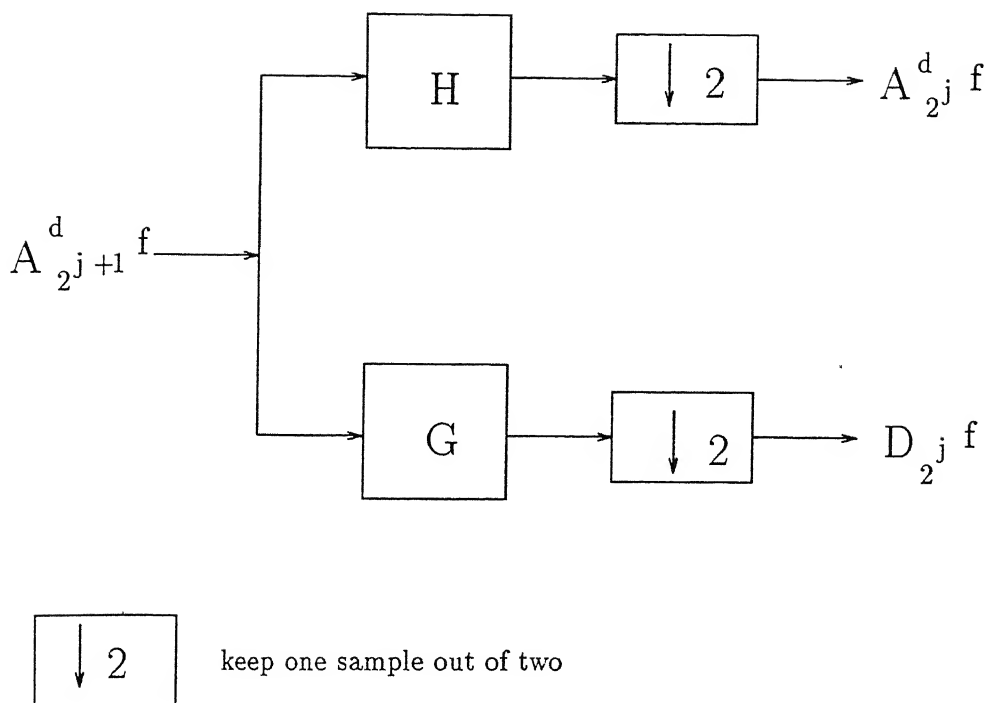 H
↓ 2
A^d_{2^j} f
A^d_{2^{j+1}} f
G
↓ 2
D_{2^j} f
↓ 2 keep one sample out of two